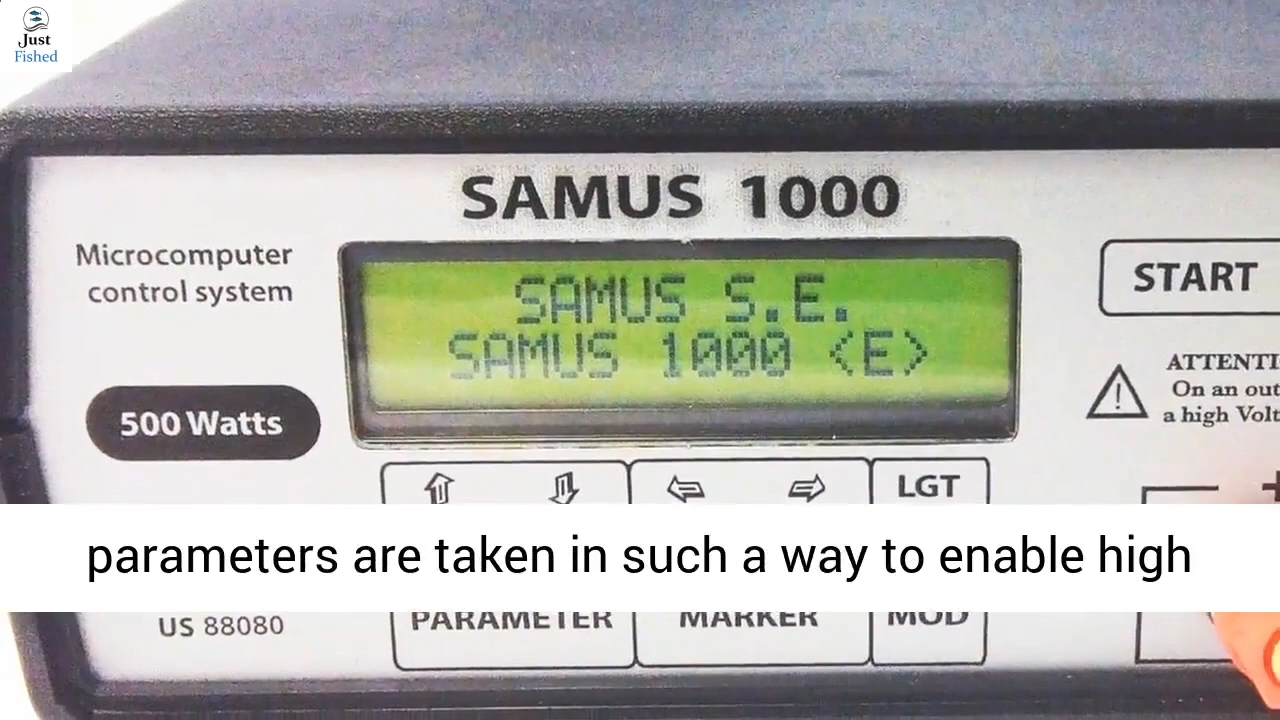 Just
Fished
SAMUS 1000
Microcomputer
control system
SAMUS S.E.
SAMUS 1000 <E>
START
ATTENTI
On an out
a high Volt
500 Watts
LGT
parameters are taken in such a way to enable high
US 88080
PARAMETER
MARKER
MOD